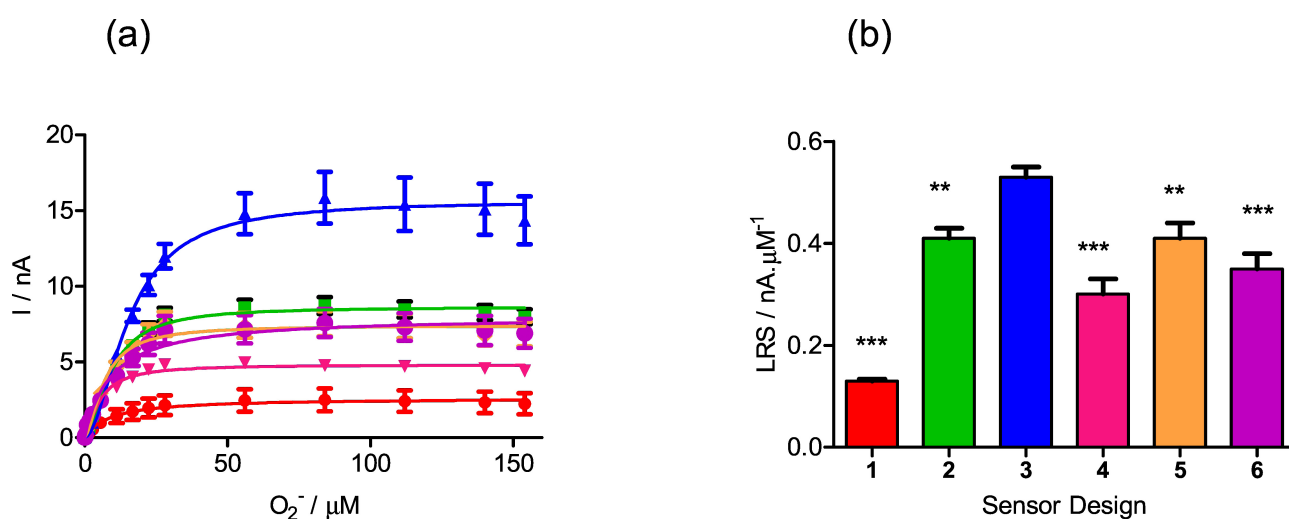 (a)
20
15
10
5
0
I / nA
0 50 100 150
O₂⁻ / μM
(b)
0.6
0.4
0.2
0.0
LRS / nA.μM⁻¹
*** ** *** ** ***
1 2 3 4 5 6
Sensor Design